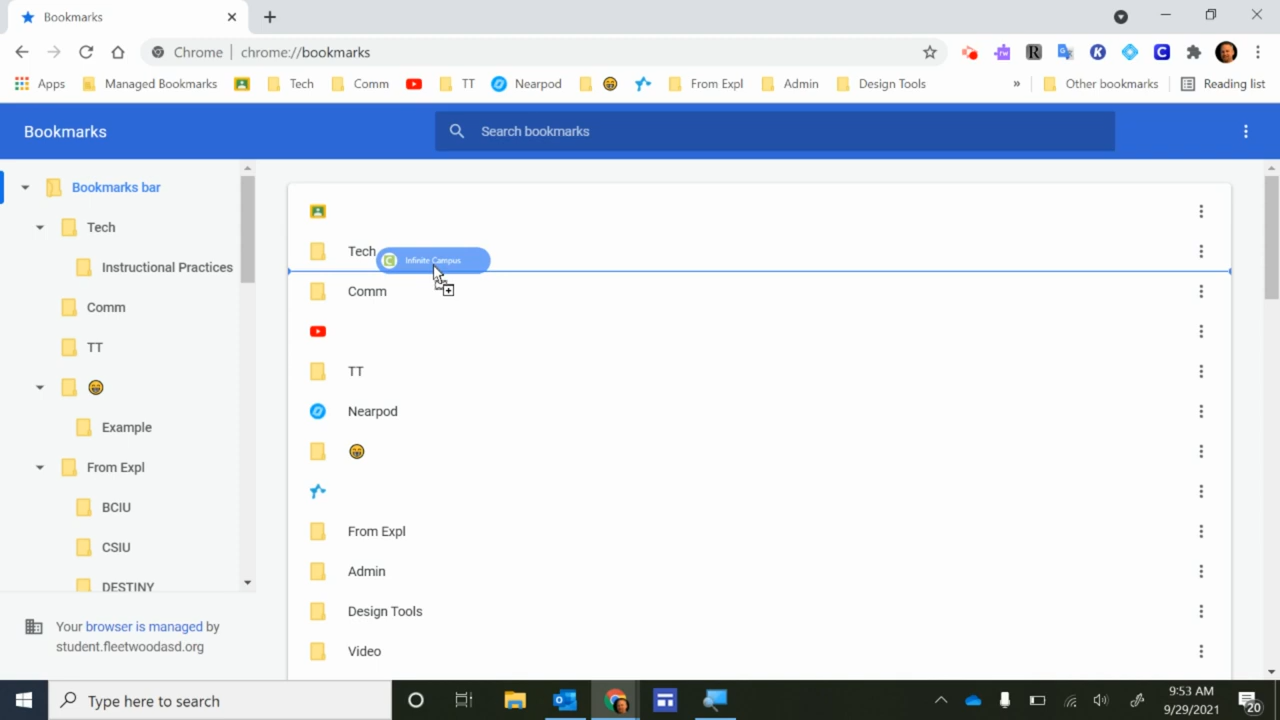 Bookmarks
Chrome | chrome://bookmarks
Apps Managed Bookmarks Tech Comm TT Nearpod From Expl Admin Design Tools » Other bookmarks Reading list
Bookmarks
Search bookmarks
Bookmarks bar
Tech
Instructional Practices
Comm
TT
Example
From Expl
BCIU
CSIU
DESTINY
Your browser is managed by
student.fleetwoodasd.org
Tech
Infinite Campus
Comm
TT
Nearpod
From Expl
Admin
Design Tools
Video
Type here to search
9:53 AM
9/29/2021
20